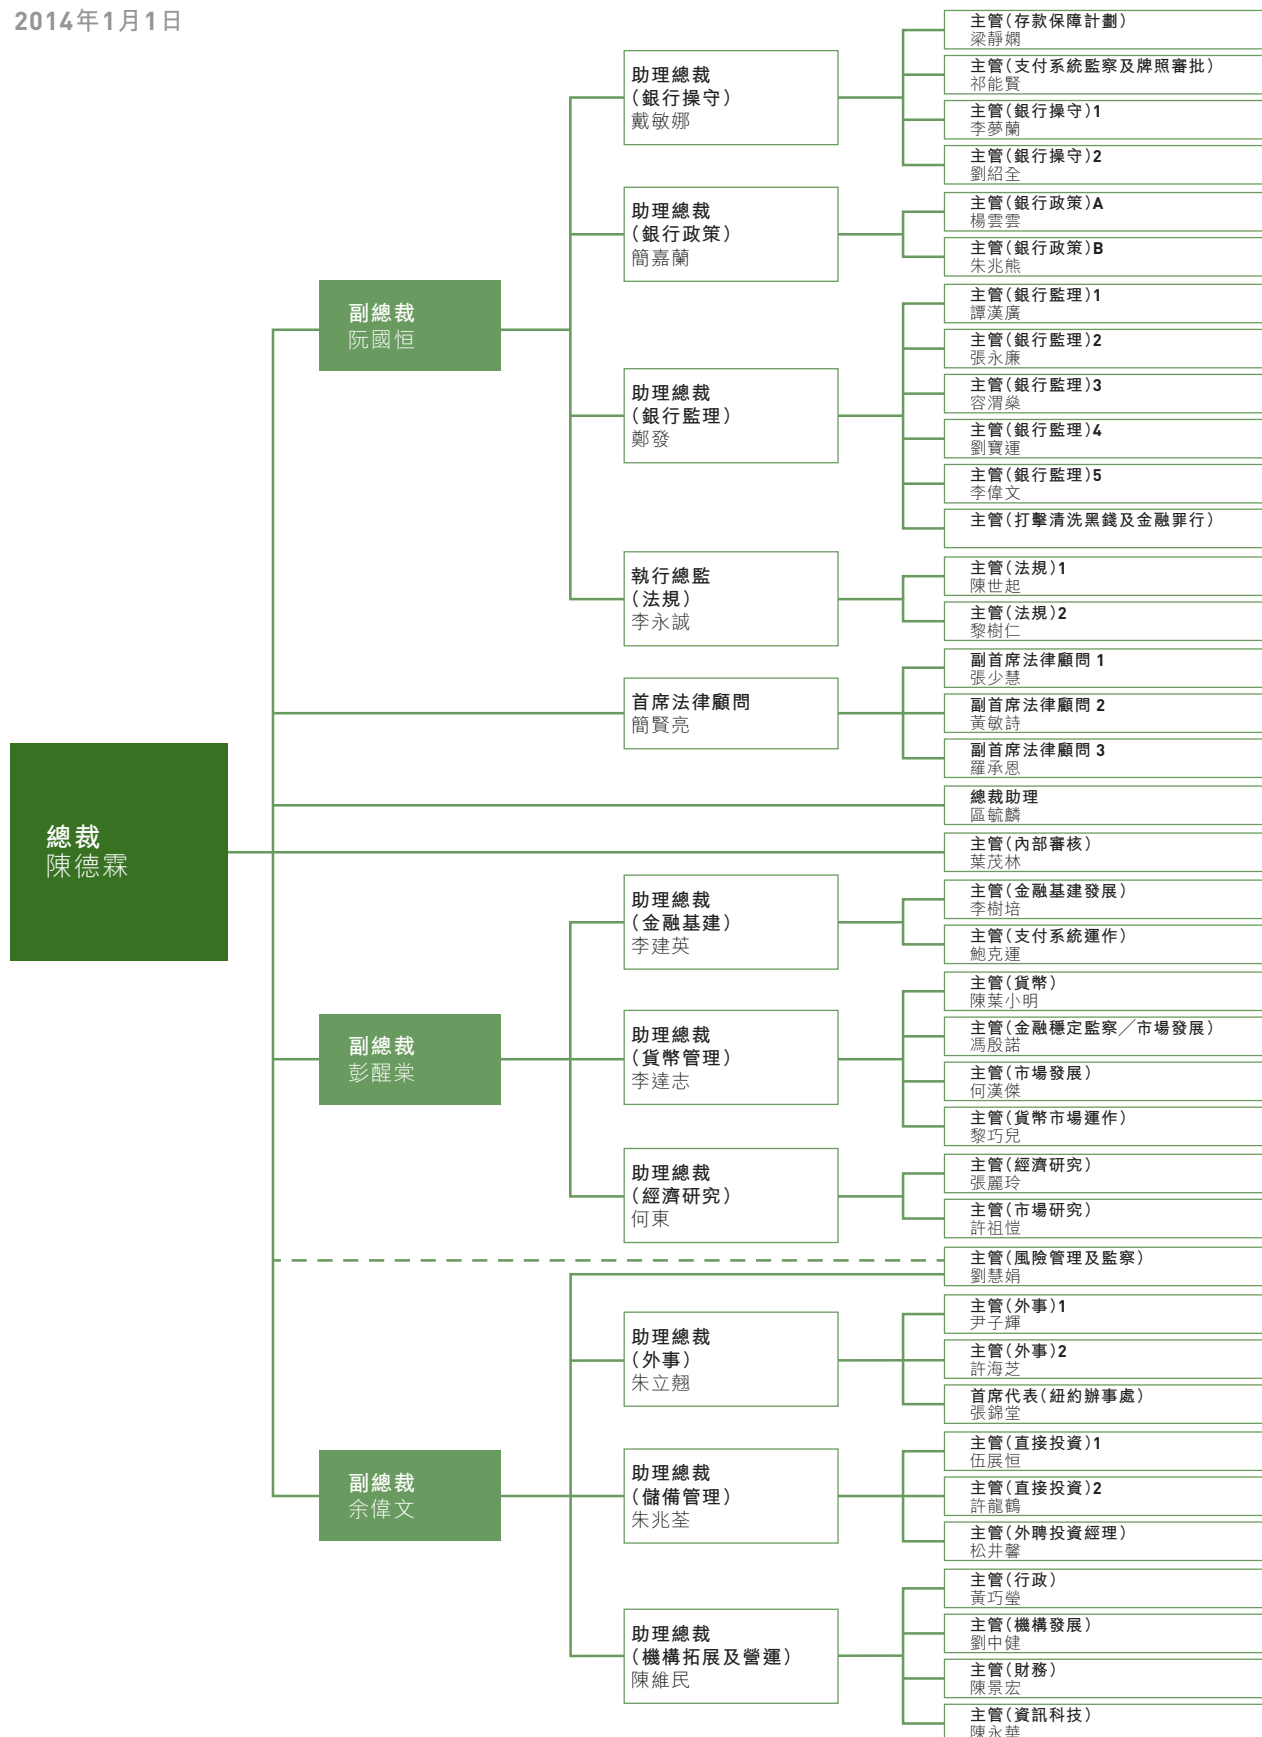 2014年1月1日
總裁
陳德霖
副總裁
阮國恒
助理總裁
（銀行操守）
戴敏娜
主管（存款保障計劃）
梁靜嫻
主管（支付系統監察及牌照審批）
祁能賢
主管（銀行操守）1
李夢蘭
主管（銀行操守）2
劉紹全
助理總裁
（銀行政策）
簡嘉蘭
主管（銀行政策）A
楊雲雲
主管（銀行政策）B
朱兆熊
助理總裁
（銀行監理）
鄭發
主管（銀行監理）1
譚漢廣
主管（銀行監理）2
張永廉
主管（銀行監理）3
容渭燊
主管（銀行監理）4
劉寶運
主管（銀行監理）5
李偉文
主管（打擊清洗黑錢及金融罪行）
執行總監
（法規）
李永誠
主管（法規）1
陳世起
主管（法規）2
黎樹仁
首席法律顧問
簡賢亮
副首席法律顧問 1
張少慧
副首席法律顧問 2
黃敏詩
副首席法律顧問 3
羅承恩
總裁助理
區毓麟
主管（內部審核）
葉茂林
副總裁
彭醒棠
助理總裁
（金融基建）
李建英
主管（金融基建發展）
李樹培
主管（支付系統運作）
鮑克運
助理總裁
（貨幣管理）
李達志
主管（貨幣）
陳葉小明
主管（金融穩定監察／市場發展）
馮殷諾
主管（市場發展）
何漢傑
主管（貨幣市場運作）
黎巧兒
助理總裁
（經濟研究）
何東
主管（經濟研究）
張麗玲
主管（市場研究）
許祖愷
主管（風險管理及監察）
劉慧娟
副總裁
余偉文
助理總裁
（外事）
朱立翹
主管（外事）1
尹子輝
主管（外事）2
許海芝
首席代表（紐約辦事處）
張錦堂
助理總裁
（儲備管理）
朱兆荃
主管（直接投資）1
伍展恒
主管（直接投資）2
許龍鶴
主管（外聘投資經理）
松井馨
助理總裁
（機構拓展及營運）
陳維民
主管（行政）
黃巧瑩
主管（機構發展）
劉中健
主管（財務）
陳景宏
主管（資訊科技）
陳永華